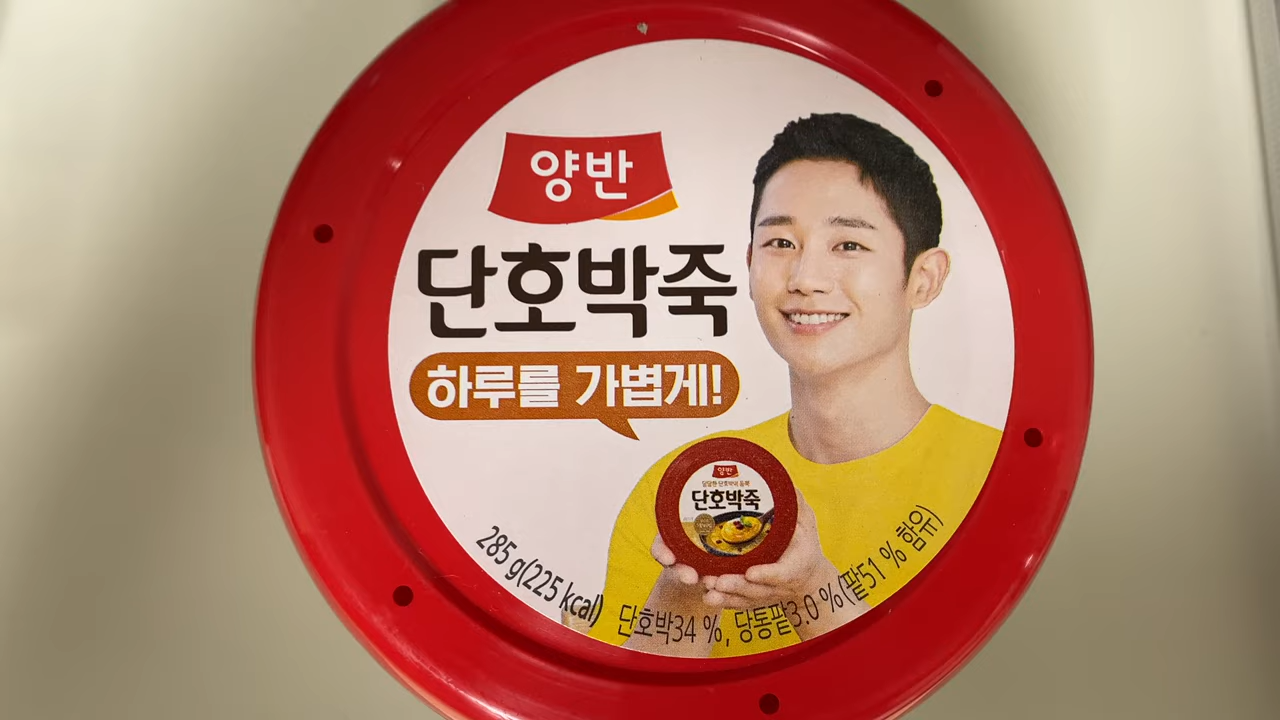 양반
단호박죽
하루를 가볍게!
양반
단호박죽
285 g(225 kcal)
단호박34 %, 당통팥3.0 %(팥51 % 함유)